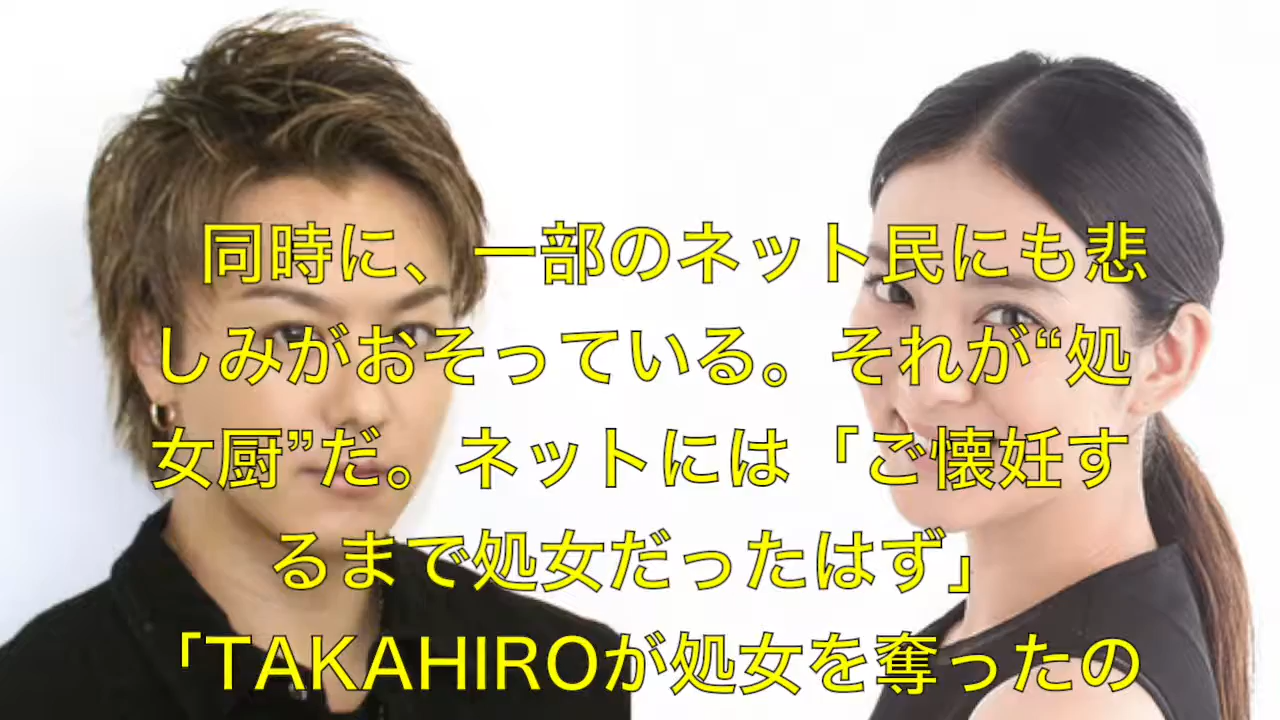 同時に、一部のネット民にも悲
しみがおそっている。それが“処
女厨”だ。ネットには「ご懐妊す
るまで処女だったはず」
「TAKAHIROが処女を奪ったの